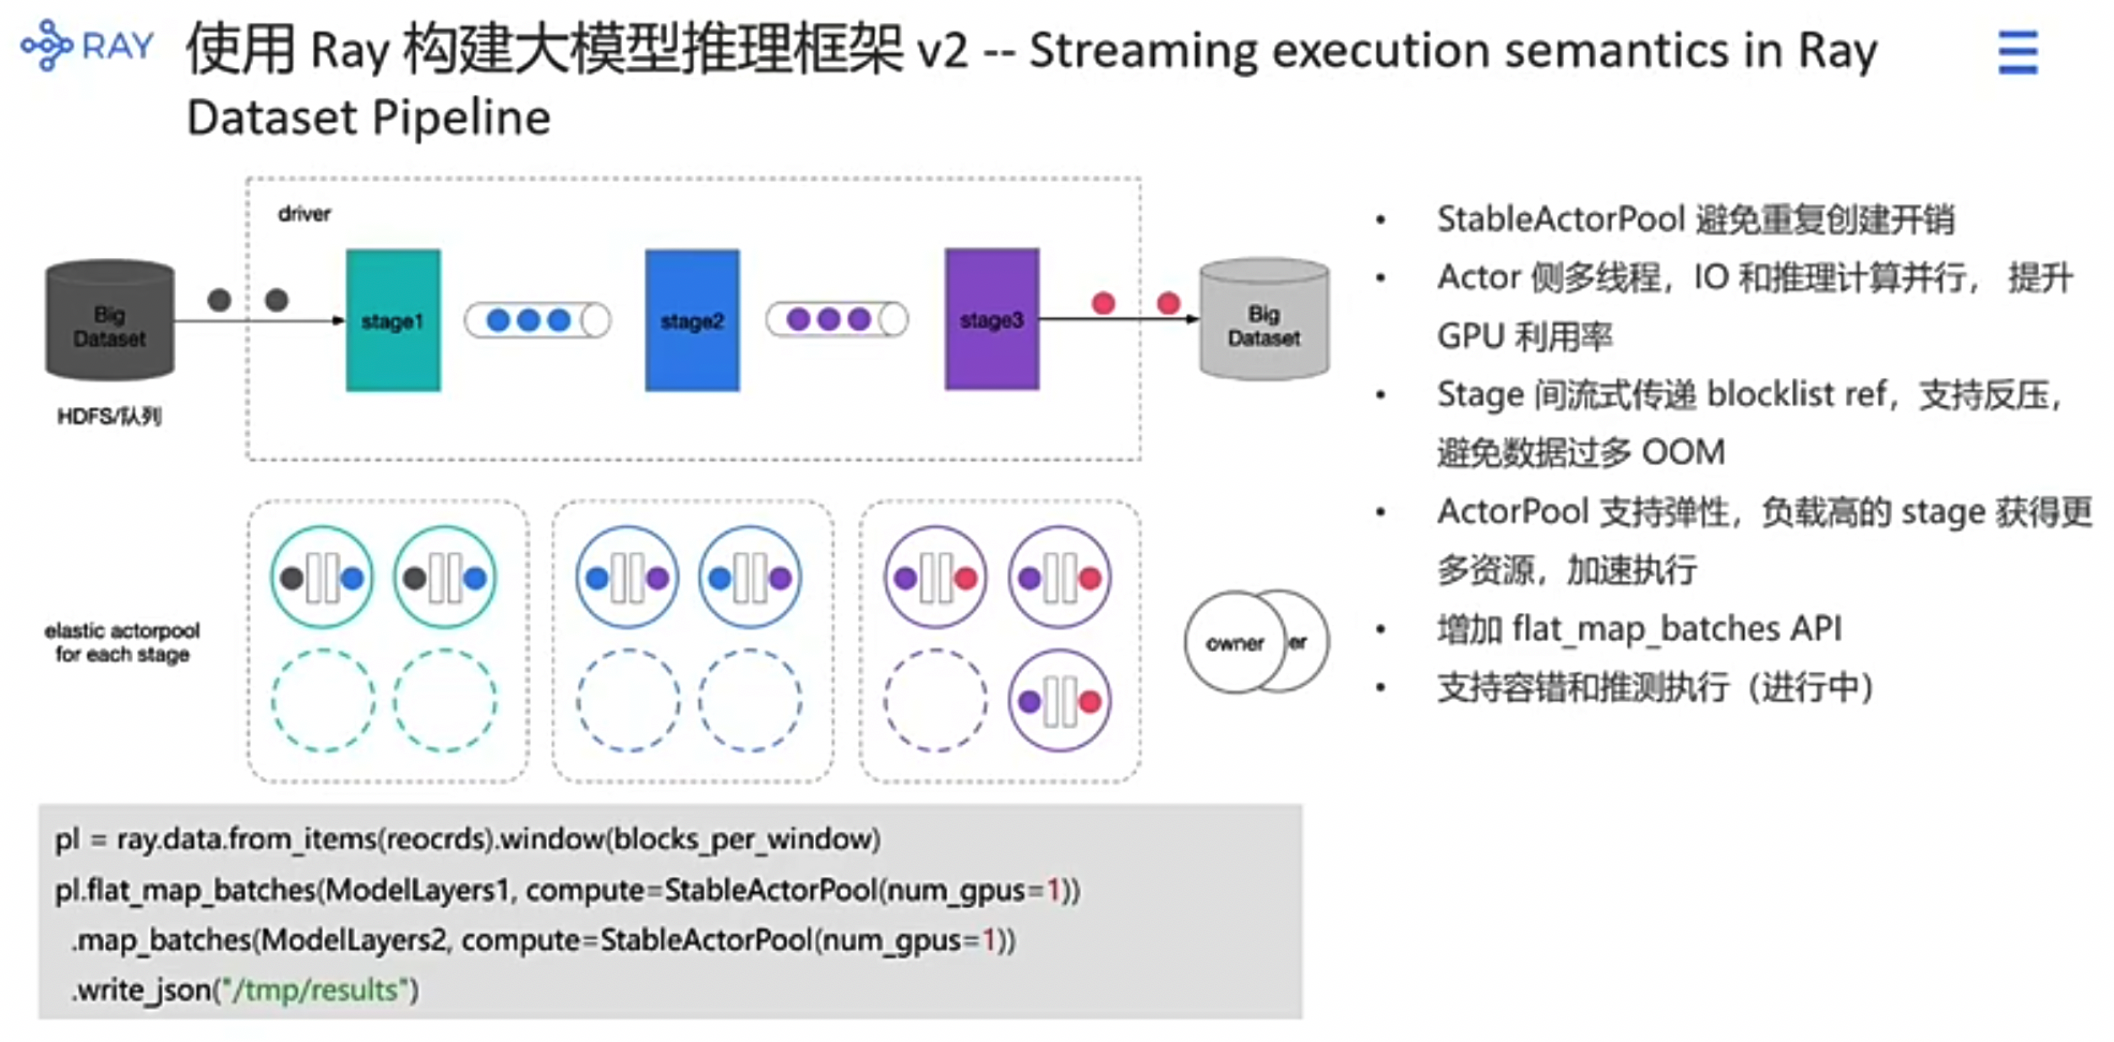 RAY
使用 Ray 构建大模型推理框架 v2 -- Streaming execution semantics in Ray
Dataset Pipeline
driver
Big
Dataset
stage1
stage2
stage3
Big
Dataset
HDFS/队列
elastic actorpool
for each stage
owner
er
• StableActorPool 避免重复创建开销
• Actor 侧多线程，IO 和推理计算并行， 提升
GPU 利用率
• Stage 间流式传递 blocklist ref，支持反压，
避免数据过多 OOM
• ActorPool 支持弹性，负载高的 stage 获得更
多资源，加速执行
• 增加 flat_map_batches API
• 支持容错和推测执行（进行中）
pl = ray.data.from_items(reocrds).window(blocks_per_window)
pl.flat_map_batches(ModelLayers1, compute=StableActorPool(num_gpus=1))
.map_batches(ModelLayers2, compute=StableActorPool(num_gpus=1))
.write_json("/tmp/results")